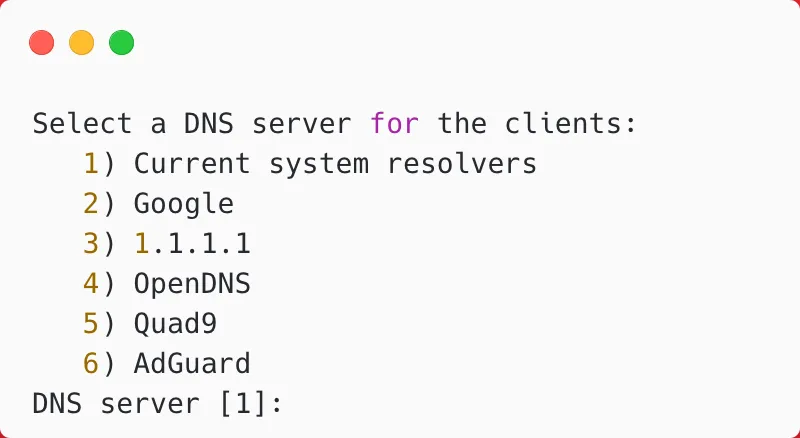 Select a DNS server for the clients:
1) Current system resolvers
2) Google
3) 1.1.1.1
4) OpenDNS
5) Quad9
6) AdGuard
DNS server [1]: